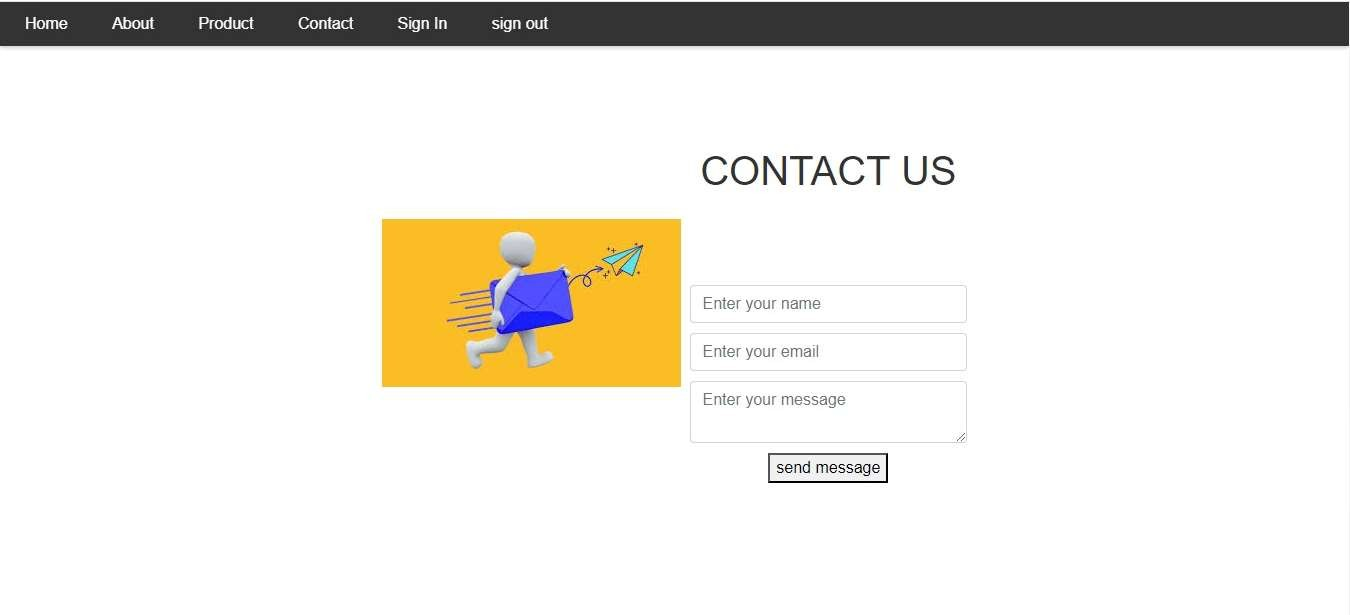 Home About Product Contact Sign In sign out
CONTACT US
Enter your name
Enter your email
Enter your message
send message